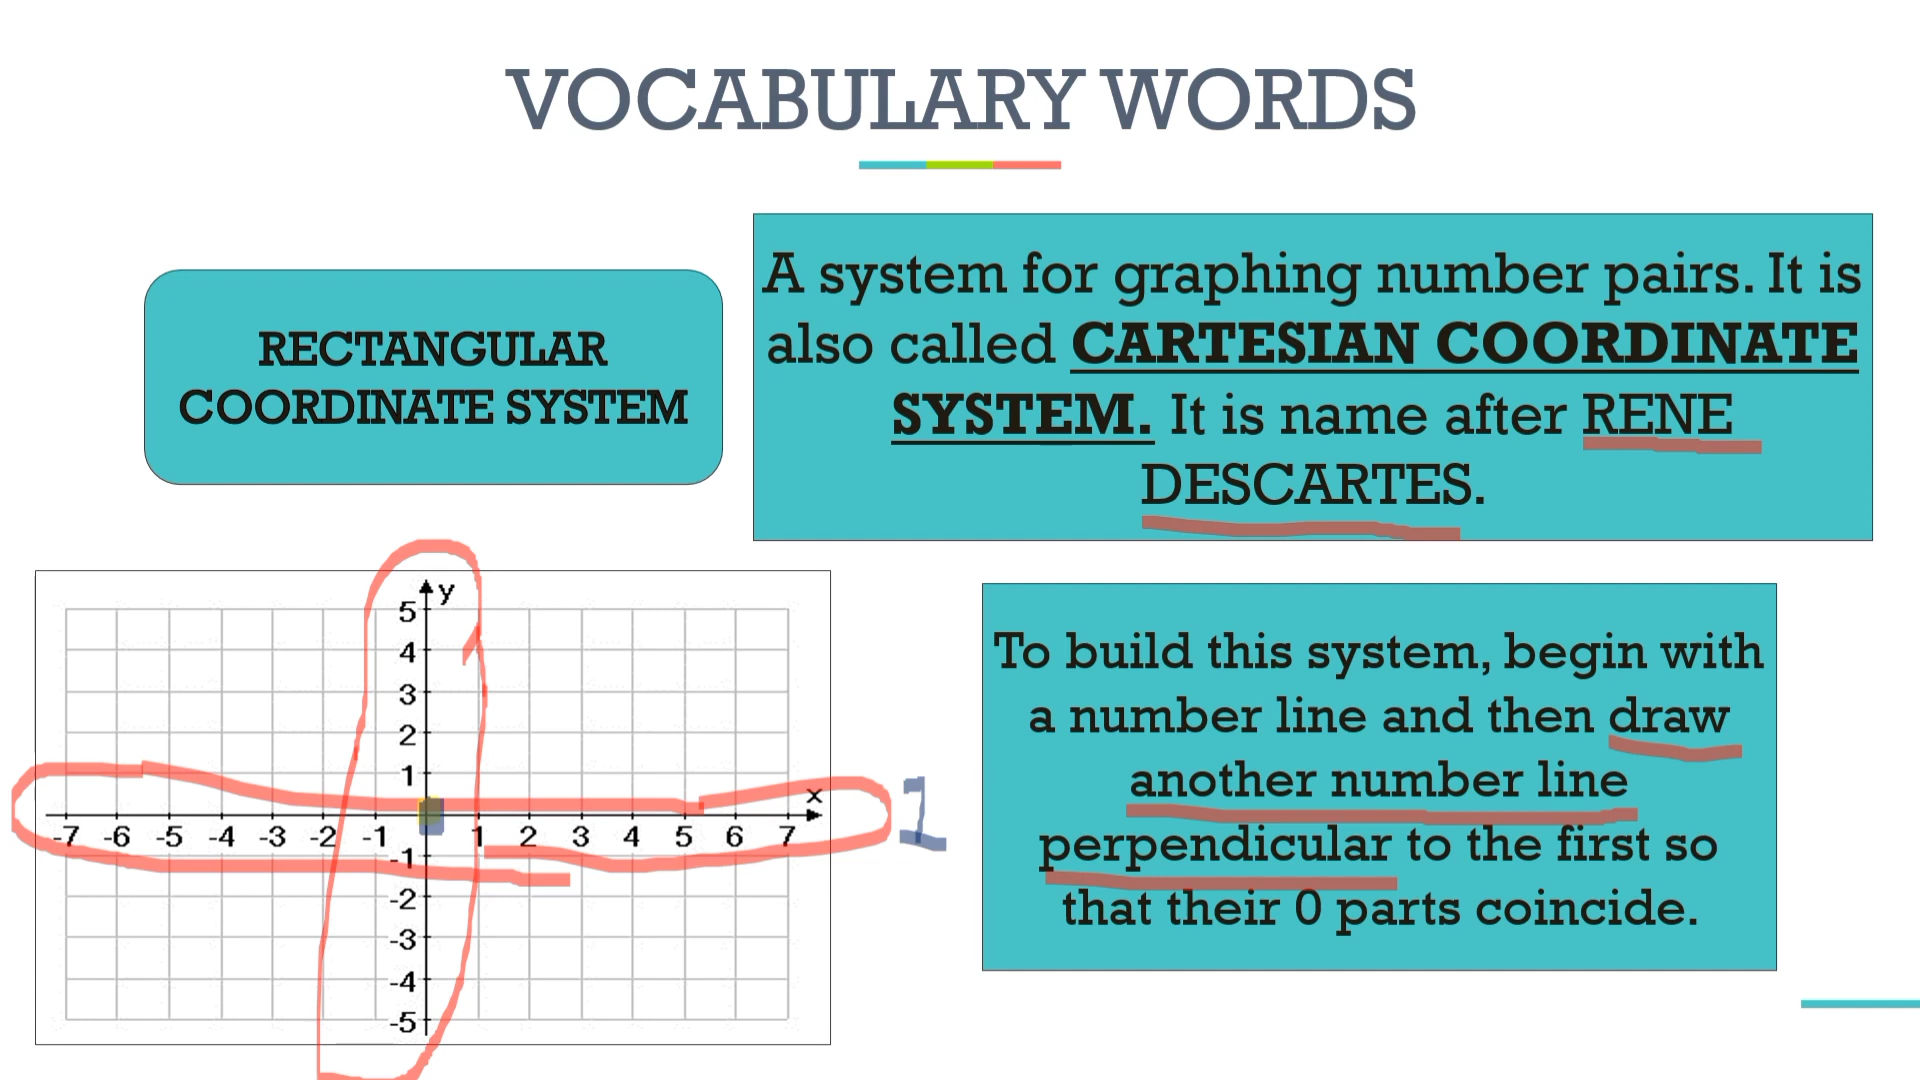 VOCABULARY WORDS
RECTANGULAR
COORDINATE SYSTEM
A system for graphing number pairs. It is
also called CARTESIAN COORDINATE
SYSTEM. It is name after RENE
DESCARTES.
y
5
4
3
2
1
x
-7 -6 -5 -4 -3 -2 -1 1 2 3 4 5 6 7
-1
-2
-3
-4
-5
1
To build this system, begin with
a number line and then draw
another number line
perpendicular to the first so
that their 0 parts coincide.